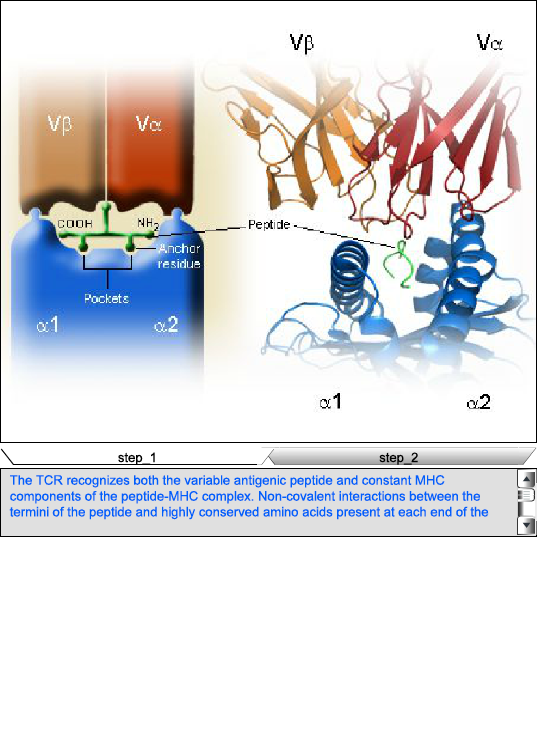 Vβ
Vα
Vβ
Vα
COOH
NH2
Peptide
Anchor
residue
Pockets
α1
α2
α1
α2
step_1
step_2
The TCR recognizes both the variable antigenic peptide and constant MHC
components of the peptide-MHC complex. Non-covalent interactions between the
termini of the peptide and highly conserved amino acids present at each end of the